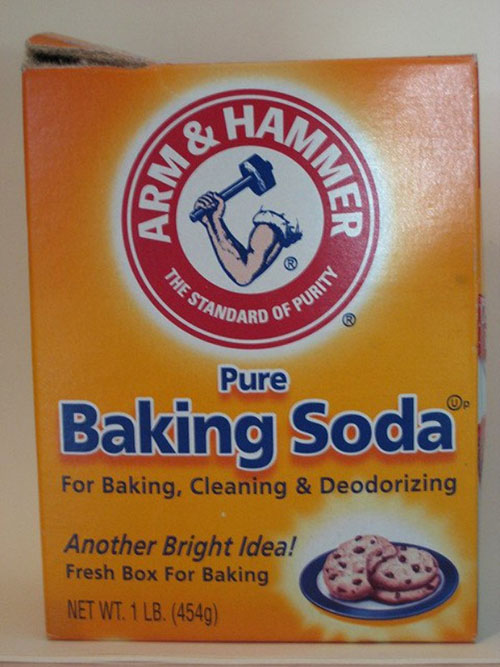 ARM & HAMMER
®
THE STANDARD OF PURITY
®
Pure
Baking Soda ⓊP
For Baking, Cleaning & Deodorizing
Another Bright Idea!
Fresh Box For Baking
NET WT. 1 LB. (454g)